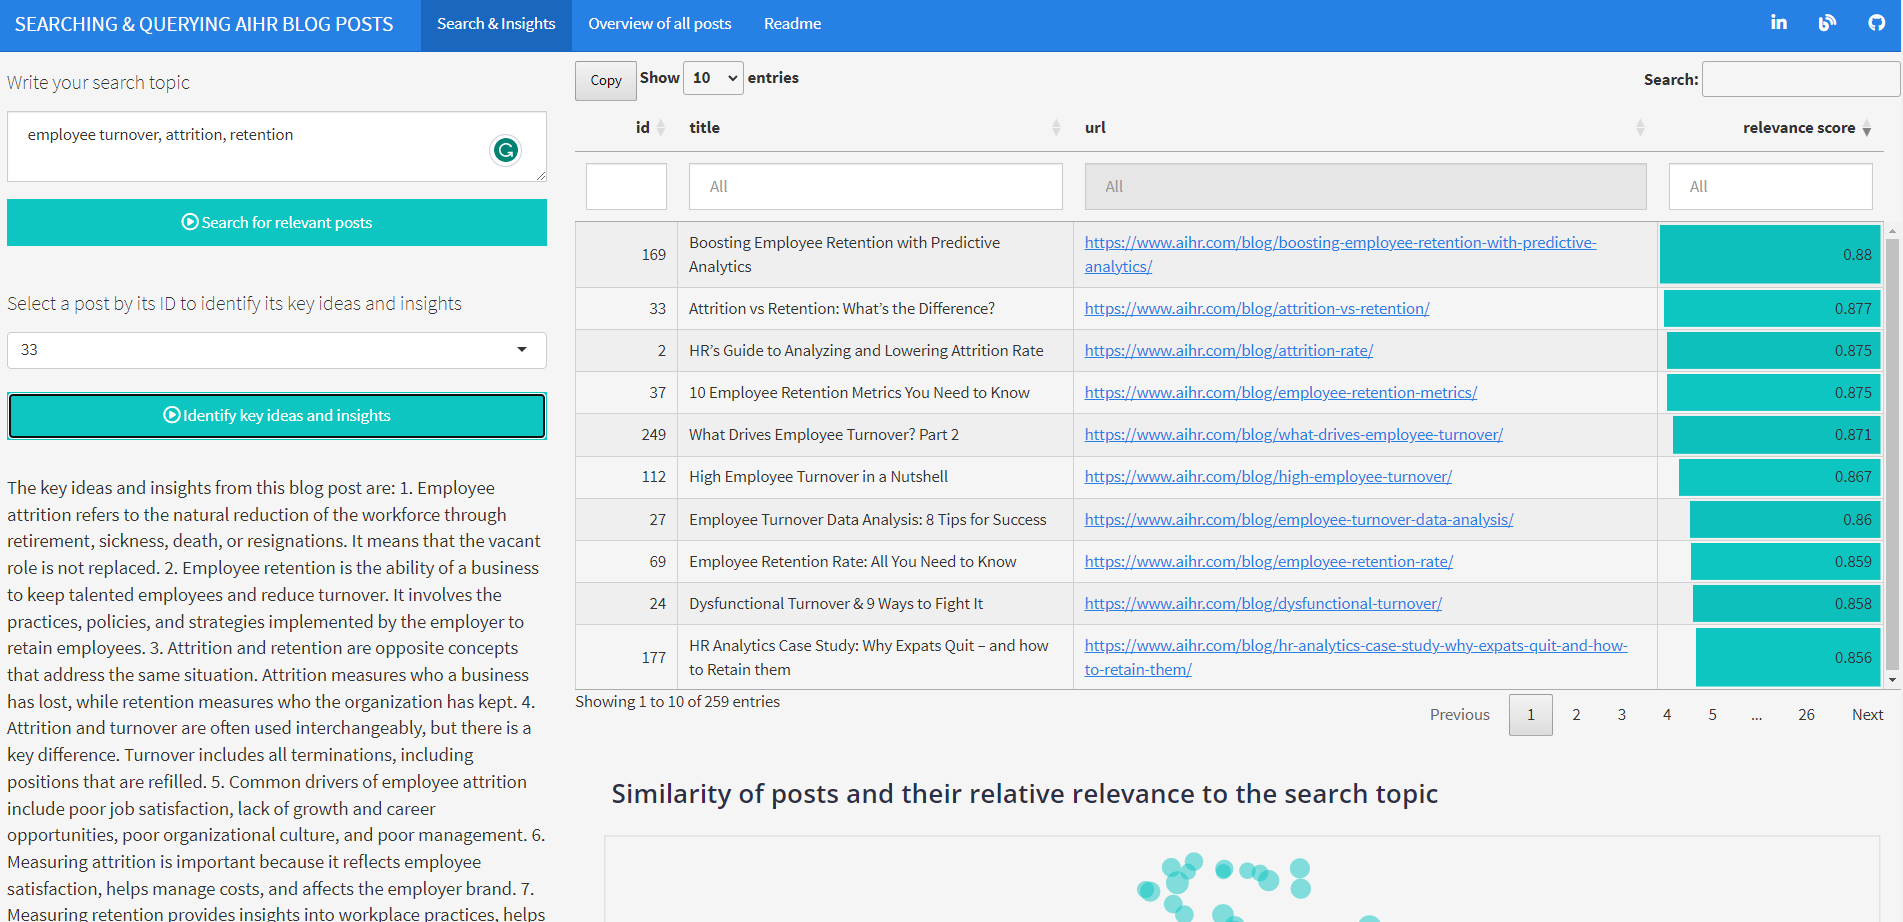 SEARCHING & QUERYING AIHR BLOG POSTS
Search & Insights
Overview of all posts
Readme
Write your search topic
employee turnover, attrition, retention
Search for relevant posts
Select a post by its ID to identify its key ideas and insights
33
Identify key ideas and insights
The key ideas and insights from this blog post are: 1. Employee
attrition refers to the natural reduction of the workforce through
retirement, sickness, death, or resignations. It means that the vacant
role is not replaced. 2. Employee retention is the ability of a business
to keep talented employees and reduce turnover. It involves the
practices, policies, and strategies implemented by the employer to
retain employees. 3. Attrition and retention are opposite concepts
that address the same situation. Attrition measures who a business
has lost, while retention measures who the organization has kept. 4.
Attrition and turnover are often used interchangeably, but there is a
key difference. Turnover includes all terminations, including
positions that are refilled. 5. Common drivers of employee attrition
include poor job satisfaction, lack of growth and career
opportunities, poor organizational culture, and poor management. 6.
Measuring attrition is important because it reflects employee
satisfaction, helps manage costs, and affects the employer brand. 7.
Measuring retention provides insights into workplace practices, helps
Copy Show 10 entries
Search:
id title url relevance score
All All All
169 Boosting Employee Retention with Predictive https://www.aihr.com/blog/boosting-employee-retention-with-predictive- 0.88
Analytics analytics/
33 Attrition vs Retention: What's the Difference? https://www.aihr.com/blog/attrition-vs-retention/ 0.877
2 HR's Guide to Analyzing and Lowering Attrition Rate https://www.aihr.com/blog/attrition-rate/ 0.875
37 10 Employee Retention Metrics You Need to Know https://www.aihr.com/blog/employee-retention-metrics/ 0.875
249 What Drives Employee Turnover? Part 2 https://www.aihr.com/blog/what-drives-employee-turnover/ 0.871
112 High Employee Turnover in a Nutshell https://www.aihr.com/blog/high-employee-turnover/ 0.867
27 Employee Turnover Data Analysis: 8 Tips for Success https://www.aihr.com/blog/employee-turnover-data-analysis/ 0.86
69 Employee Retention Rate: All You Need to Know https://www.aihr.com/blog/employee-retention-rate/ 0.859
24 Dysfunctional Turnover & 9 Ways to Fight It https://www.aihr.com/blog/dysfunctional-turnover/ 0.858
177 HR Analytics Case Study: Why Expats Quit – and how https://www.aihr.com/blog/hr-analytics-case-study-why-expats-quit-and-how- 0.856
to Retain them to-retain-them/
Showing 1 to 10 of 259 entries
Previous 1 2 3 4 5 … 26 Next
Similarity of posts and their relative relevance to the search topic